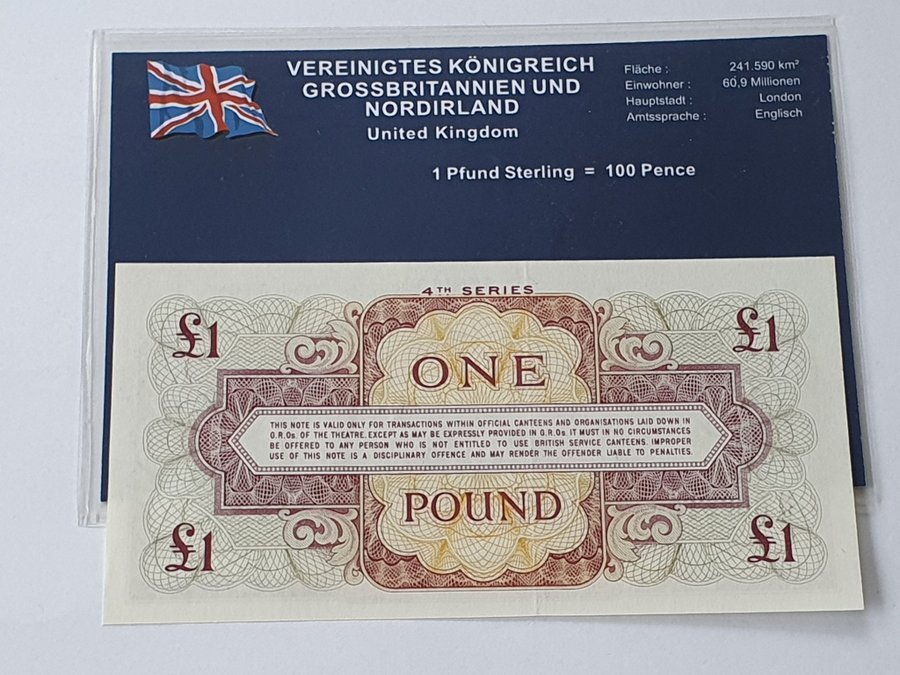 VEREINIGTES KÖNIGREICH
GROSSBRITANNIEN UND
NORDIRLAND
United Kingdom
Fläche : 241.590 km²
Einwohner : 60,9 Millionen
Hauptstadt : London
Amtssprache : Englisch
1 Pfund Sterling = 100 Pence
4TH SERIES
£1 £1
ONE
THIS NOTE IS VALID ONLY FOR TRANSACTIONS WITHIN OFFICIAL CANTEENS AND ORGANISATIONS LAID DOWN IN
G.R.Os. OF THE THEATRE. EXCEPT AS MAY BE EXPRESSLY PROVIDED IN G.R.Os. IT MUST IN NO CIRCUMSTANCES
BE OFFERED TO ANY PERSON WHO IS NOT ENTITLED TO USE BRITISH SERVICE CANTEENS. IMPROPER
USE OF THIS NOTE IS A DISCIPLINARY OFFENCE AND MAY RENDER THE OFFENDER LIABLE TO PENALTIES.
POUND
£1 £1